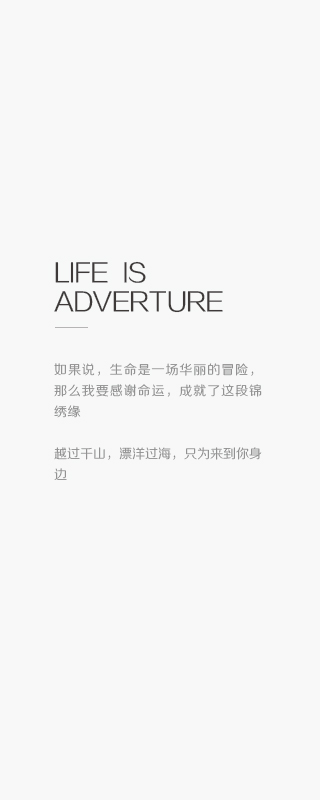 LIFE IS
ADVERTURE
如果说，生命是一场华丽的冒险，
那么我要感谢命运，成就了这段锦
绣缘
越过千山，漂洋过海，只为来到你身
边